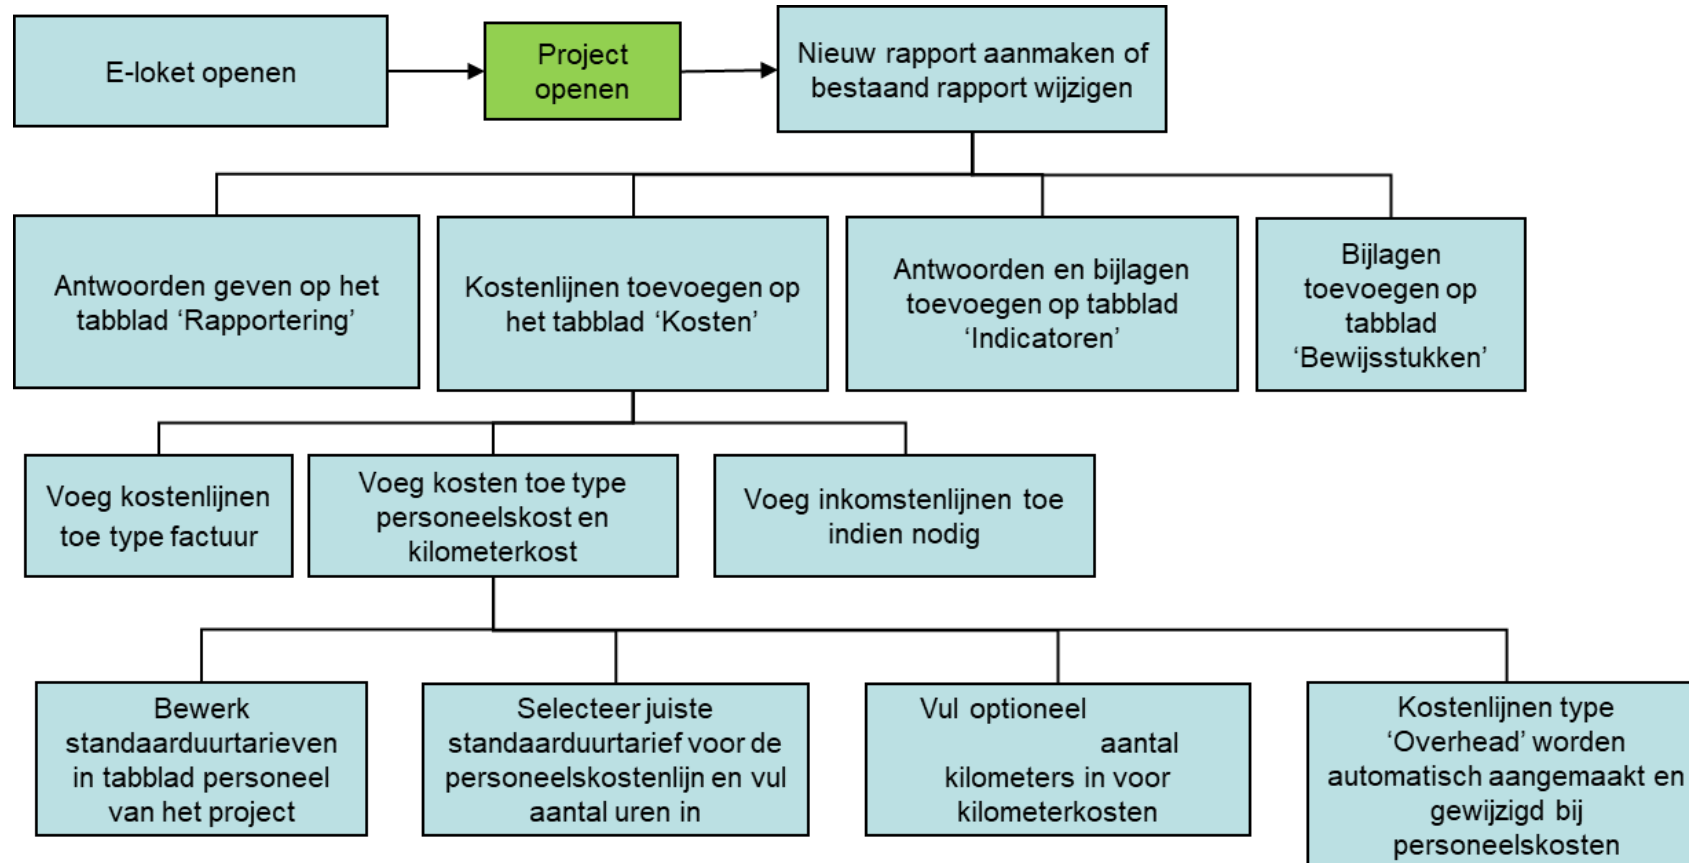 E-loket openen
Project
openen
Nieuw rapport aanmaken of
bestaand rapport wijzigen
Antwoorden geven op het
tabblad ‘Rapportering’
Kostenlijnen toevoegen op
het tabblad ‘Kosten’
Antwoorden en bijlagen
toevoegen op tabblad
‘Indicatoren’
Bijlagen
toevoegen op
tabblad
‘Bewijsstukken’
Voeg kostenlijnen
toe type factuur
Voeg kosten toe type
personeelskost en
kilometerkost
Voeg inkomstenlijnen toe
indien nodig
Bewerk
standaarduurtarieven
in tabblad personeel
van het project
Selecteer juiste
standaarduurtarief voor de
personeelskostenlijn en vul
aantal uren in
Vul optioneel
aantal
kilometers in voor
kilometerkosten
Kostenlijnen type
‘Overhead’ worden
automatisch aangemaakt en
gewijzigd bij
personeelskosten